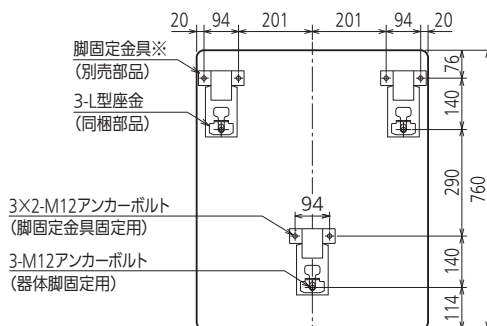 20 94 201 201 94 20
脚固定金具※
(別売部品)
3-L型座金
(同梱部品)
76
140
290
760
3×2-M12アンカーボルト
(脚固定金具固定用)
94
3-M12アンカーボルト
(器体脚固定用)
140
114